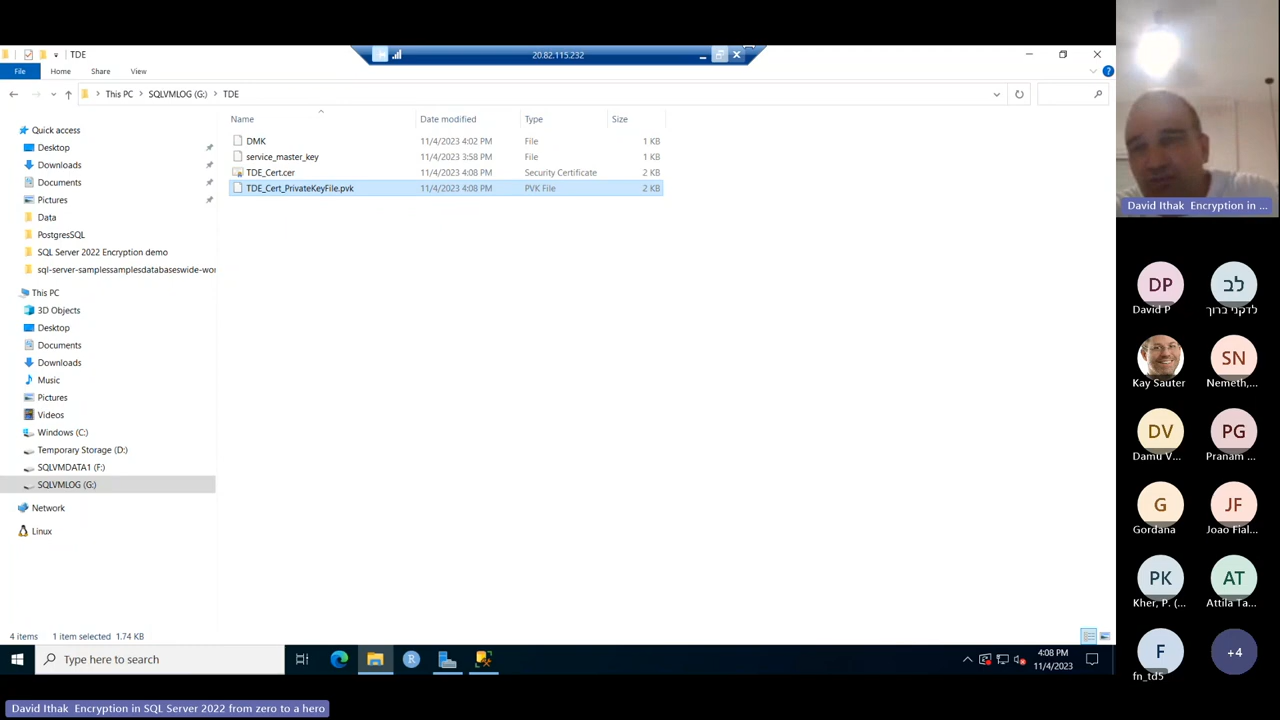 TDE
20.82.115.232
File Home Share View
This PC SQLVMLOG (G:) TDE
Name Date modified Type Size
DMK 11/4/2023 4:02 PM File 1 KB
service_master_key 11/4/2023 3:58 PM File 1 KB
TDE_Cert.cer 11/4/2023 4:08 PM Security Certificate 2 KB
TDE_Cert_PrivateKeyFile.pvk 11/4/2023 4:08 PM PVK File 2 KB
Quick access
Desktop
Downloads
Documents
Pictures
Data
PostgresSQL
SQL Server 2022 Encryption demo
sql-server-samplessamplesdatabaseswide-wor
This PC
3D Objects
Desktop
Documents
Downloads
Music
Pictures
Videos
Windows (C:)
Temporary Storage (D:)
SQLVMDATA1 (F:)
SQLVMLOG (G:)
Network
Linux
4 items 1 item selected 1.74 KB
Type here to search
R
4:08 PM
11/4/2023
David Ithak Encryption in ...
DP
David P
לב
לדקני ברוך
Kay Sauter
SN
Nemeth,...
DV
Damu V...
PG
Pranam ...
G
Gordana
JF
Joao Fial...
PK
Kher, P. (...
AT
Attila Ta...
F
fn_td5
+4
David Ithak Encryption in SQL Server 2022 from zero to a hero